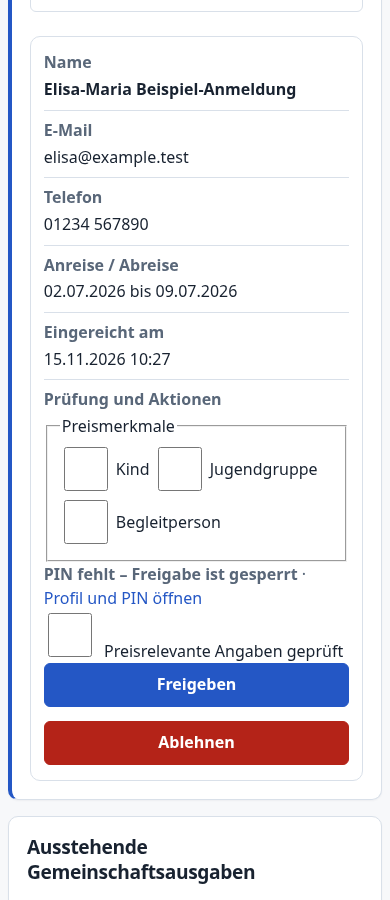 Name
Elisa-Maria Beispiel-Anmeldung
E-Mail
elisa@example.test
Telefon
01234 567890
Anreise / Abreise
02.07.2026 bis 09.07.2026
Eingereicht am
15.11.2026 10:27
Prüfung und Aktionen
Preismerkmale
Kind Jugendgruppe
Begleitperson
PIN fehlt – Freigabe ist gesperrt ·
Profil und PIN öffnen
Preisrelevante Angaben geprüft
Freigeben
Ablehnen
Ausstehende
Gemeinschaftsausgaben